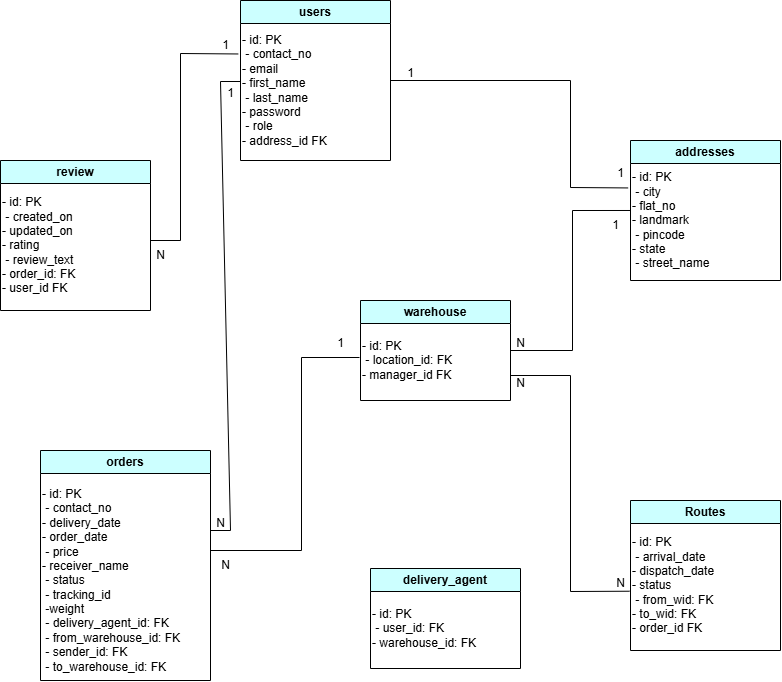 users
- id: PK
- contact_no
- email
- first_name
- last_name
- password
- role
- address_id FK
1
1
1
1
1
addresses
- id: PK
- city
- flat_no
- landmark
- pincode
- state
- street_name
review
- id: PK
- created_on
- updated_on
- rating
- review_text
- order_id: FK
- user_id FK
N
warehouse
- id: PK
- location_id: FK
- manager_id FK
1
N
N
orders
- id: PK
- contact_no
- delivery_date
- order_date
- price
- receiver_name
- status
- tracking_id
-weight
- delivery_agent_id: FK
- from_warehouse_id: FK
- sender_id: FK
- to_warehouse_id: FK
N
N
delivery_agent
- id: PK
- user_id: FK
- warehouse_id: FK
Routes
- id: PK
- arrival_date
- dispatch_date
- status
- from_wid: FK
- to_wid: FK
- order_id FK
N